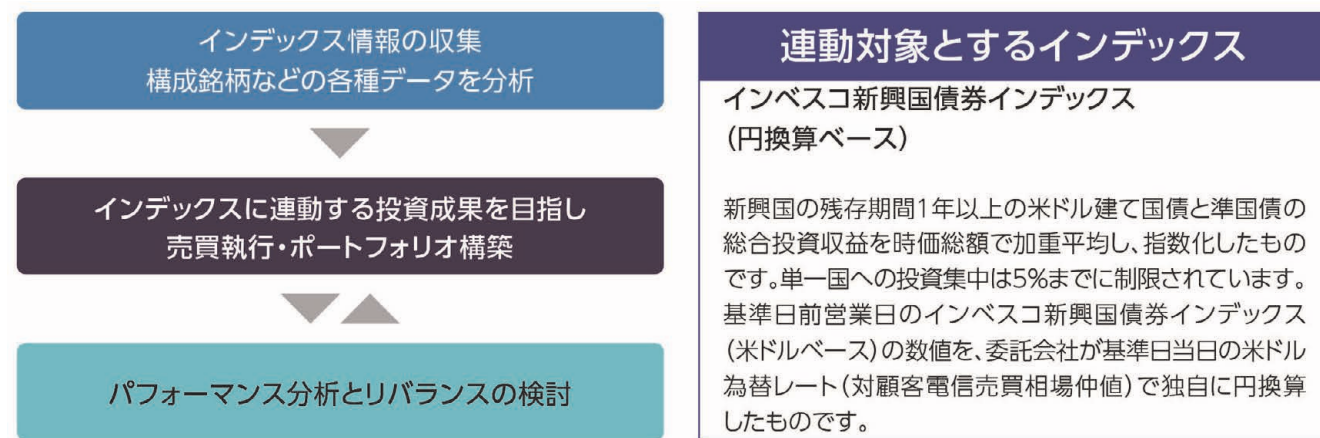 インデックス情報の収集
構成銘柄などの各種データを分析
インデックスに連動する投資成果を目指し
売買執行・ポートフォリオ構築
パフォーマンス分析とリバランスの検討
連動対象とするインデックス
インベスコ新興国債券インデックス
(円換算ベース)
新興国の残存期間1年以上の米ドル建て国債と準国債の
総合投資収益を時価総額で加重平均し、指数化したもの
です。単一国への投資集中は5%までに制限されています。
基準日前営業日のインベスコ新興国債券インデックス
(米ドルベース)の数値を、委託会社が基準日当日の米ドル
為替レート(対顧客電信売買相場仲値)で独自に円換算
したものです。